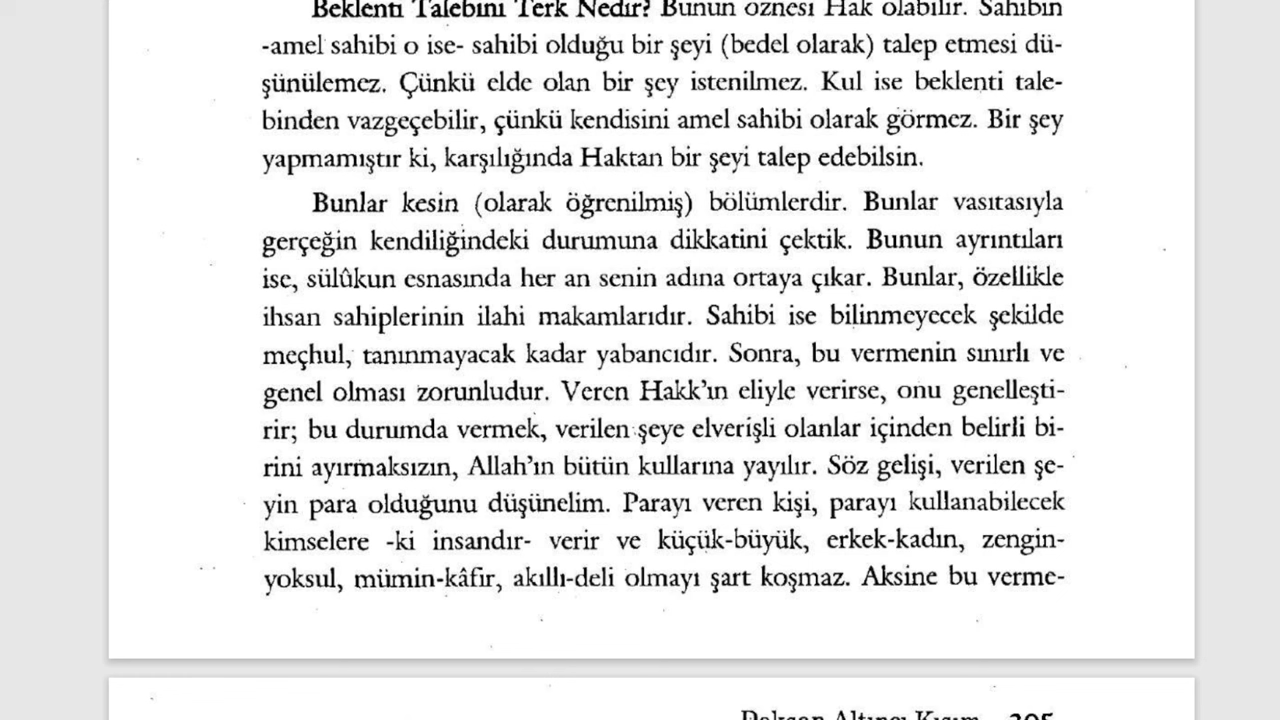 Beklenti Talebini Terk Nedir? Bunun öznesi Hak olabilir. Sahibin
-amel sahibi o ise- sahibi olduğu bir şeyi (bedel olarak) talep etmesi dü-
şünülemez. Çünkü elde olan bir şey istenilmez. Kul ise beklenti tale-
binden vazgeçebilir, çünkü kendisini amel sahibi olarak görmez. Bir şey
yapmamıştır ki, karşılığında Haktan bir şeyi talep edebilsin.
Bunlar kesin (olarak öğrenilmiş) bölümlerdir. Bunlar vasıtasıyla
gerçeğin kendiliğindeki durumuna dikkatini çektik. Bunun ayrıntıları
ise, sülûkun esnasında her an senin adına ortaya çıkar. Bunlar, özellikle
ihsan sahiplerinin ilahi makamlarıdır. Sahibi ise bilinmeyecek şekilde
meçhul, tanınmayacak kadar yabancıdır. Sonra, bu vermenin sınırlı ve
genel olması zorunludur. Veren Hakk'ın eliyle verirse, onu genelleşti-
rir; bu durumda vermek, verilen şeye elverişli olanlar içinden belirli bi-
rini ayırmaksızın, Allah'ın bütün kullarına yayılır. Söz gelişi, verilen şe-
yin para olduğunu düşünelim. Parayı veren kişi, parayı kullanabilecek
kimselere -ki insandır- verir ve küçük-büyük, erkek-kadın, zengin-
yoksul, mümin-kâfir, akıllı-deli olmayı şart koşmaz. Aksine bu verme-
Doksan Altıncı Kısım 305